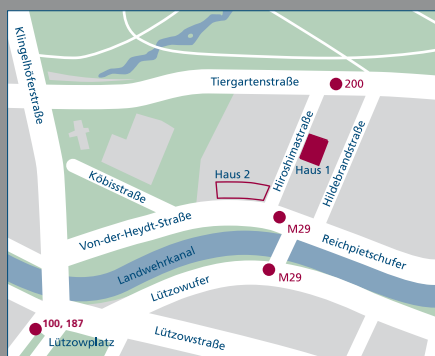 Klingelhöferstraße
Tiergartenstraße
200
Hiroshimastraße
Hildebrandstraße
Haus 1
Haus 2
Köbisstraße
Von-der-Heydt-Straße
M29
Reichpietschufer
Landwehrkanal
Lützowufer
M29
100, 187
Lützowplatz
Lützowstraße